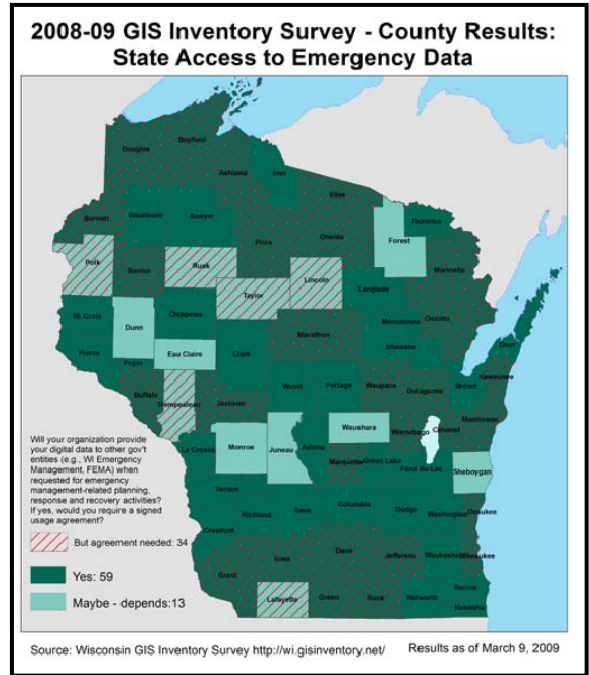 2008-09 GIS Inventory Survey - County Results:
State Access to Emergency Data
Douglas
Bayfield
Ashland
Iron
Vilas
Burnett
Washburn
Sawyer
Price
Oneida
Florence
Forest
Polk
Barron
Rusk
Lincoln
Marinette
Taylor
Langlade
St. Croix
Dunn
Chippewa
Marathon
Menominee
Oconto
Pierce
Pepin
Eau Claire
Clark
Shawano
Door
Buffalo
Trempealeau
Jackson
Wood
Portage
Waupaca
Outagamie
Brown
Kewaunee
La Crosse
Monroe
Juneau
Adams
Waushara
Winnebago
Calumet
Manitowoc
Marquette
Green Lake
Fond du Lac
Sheboygan
Vernon
Crawford
Richland
Sauk
Columbia
Dodge
Washington
Ozaukee
Grant
Iowa
Dane
Jefferson
Waukesha
Milwaukee
Lafayette
Green
Rock
Walworth
Racine
Kenosha
Will your organization provide
your digital data to other gov't
entities (e.g., WI Emergency
Management, FEMA) when
requested for emergency
management-related planning,
response and recovery activities?
If yes, would you require a signed
usage agreement?
But agreement needed: 34
Yes: 59
Maybe - depends:13
Source: Wisconsin GIS Inventory Survey http://wi.gisinventory.net/ Results as of March 9, 2009